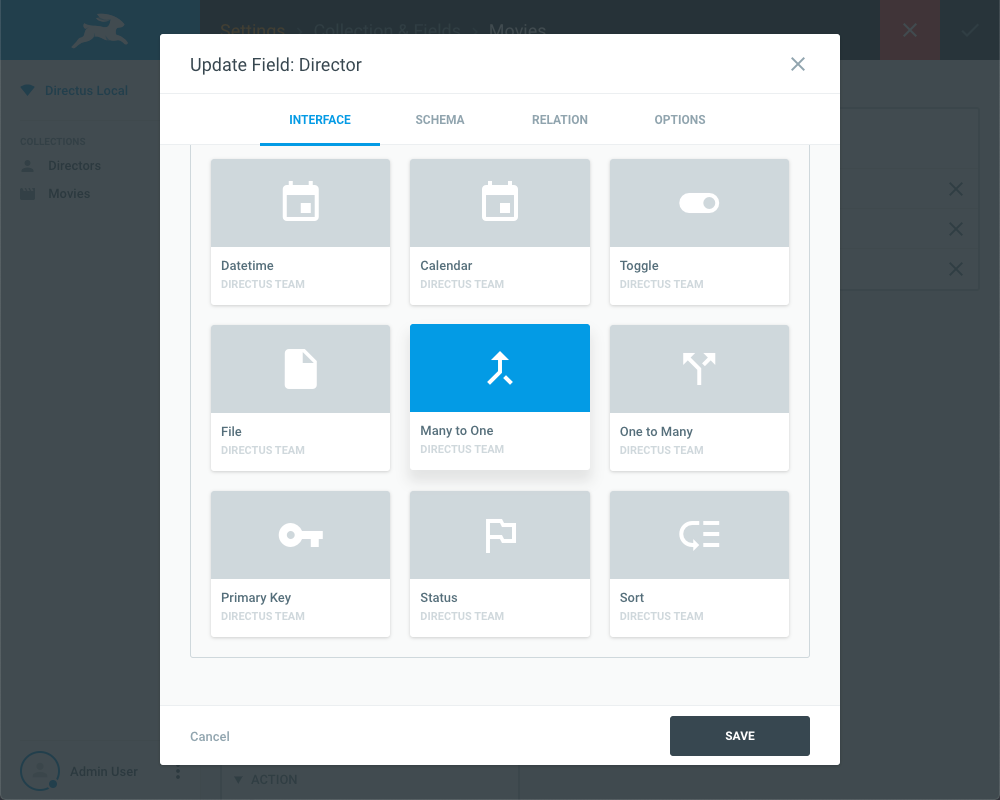 Settings › Collection & Fields › Movies
Update Field: Director
Directus Local
INTERFACE SCHEMA RELATION OPTIONS
COLLECTIONS
Directors
Movies
Datetime
DIRECTUS TEAM
Calendar
DIRECTUS TEAM
Toggle
DIRECTUS TEAM
File
DIRECTUS TEAM
Many to One
DIRECTUS TEAM
One to Many
DIRECTUS TEAM
Primary Key
DIRECTUS TEAM
Status
DIRECTUS TEAM
Sort
DIRECTUS TEAM
Cancel
SAVE
Admin User
ACTION